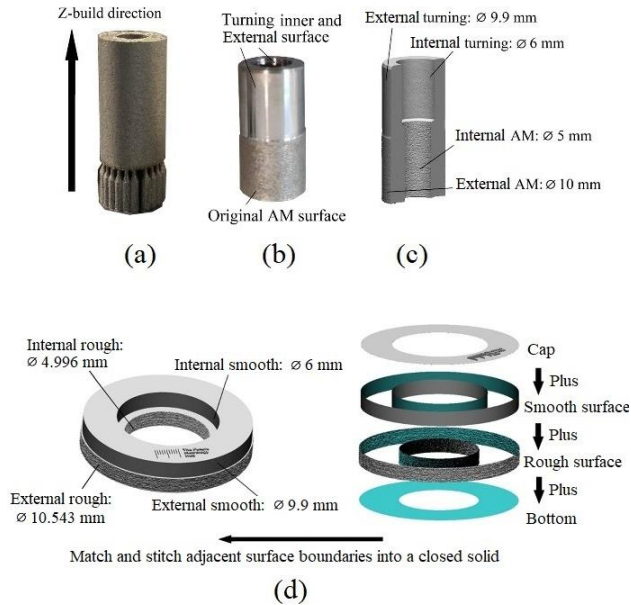 Z-build direction
Turning inner and
External surface
Original AM surface
External turning: ⌀ 9.9 mm
Internal turning: ⌀ 6 mm
Internal AM: ⌀ 5 mm
External AM: ⌀ 10 mm
(a)
(b)
(c)
Internal rough:
⌀ 4.996 mm
Internal smooth: ⌀ 6 mm
External rough:
⌀ 10.543 mm
External smooth: ⌀ 9.9 mm
Cap
Plus
Smooth surface
Plus
Rough surface
Plus
Bottom
Match and stitch adjacent surface boundaries into a closed solid
(d)